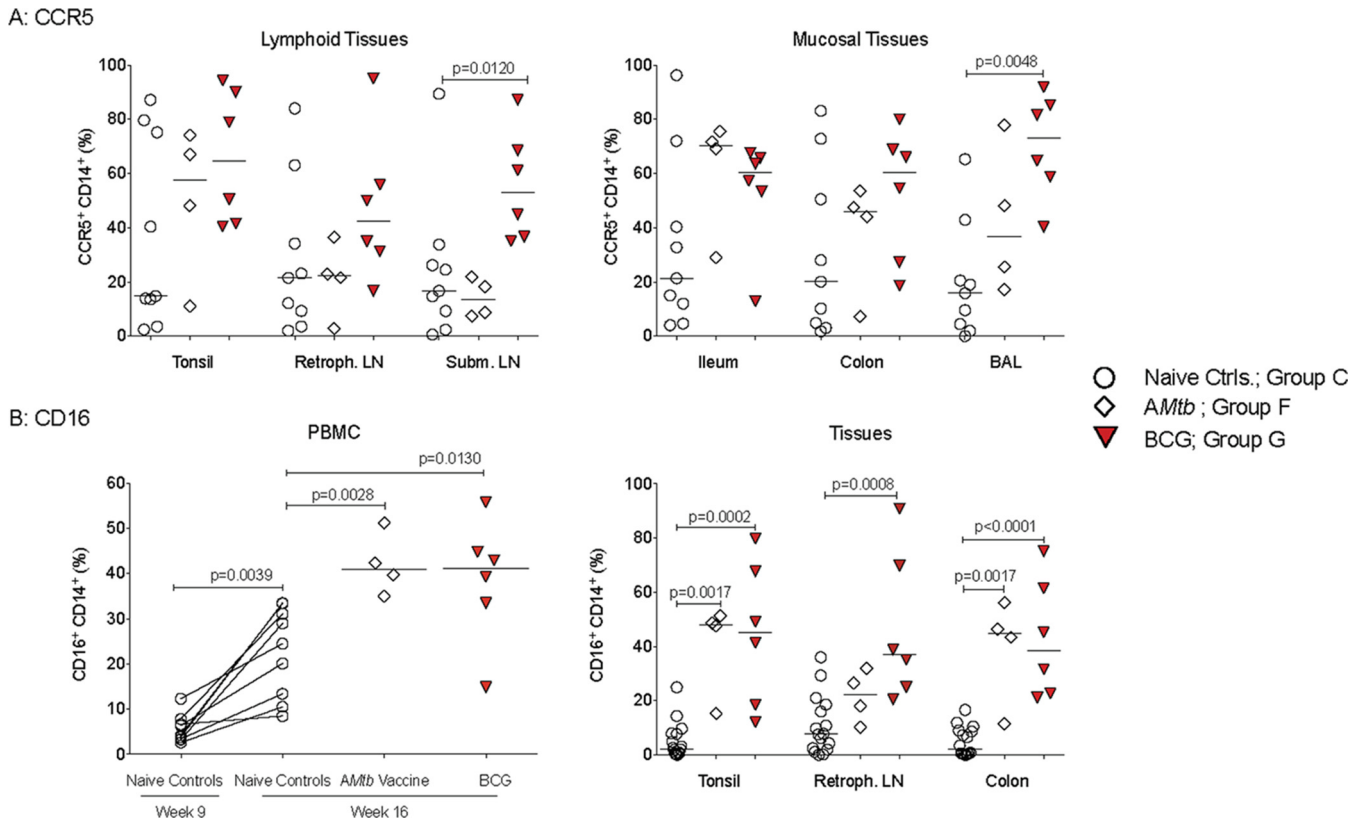 A: CCR5
Lymphoid Tissues
Mucosal Tissues
CCR5+ CD14+ (%)
100
80
60
40
20
0
p=0.0120
Tonsil
Retroph. LN
Subm. LN
CCR5+ CD14+ (%)
100
80
60
40
20
0
p=0.0048
Ileum
Colon
BAL
Naive Ctrls.; Group C
AMtb ; Group F
BCG; Group G
B: CD16
PBMC
Tissues
CD16+ CD14+ (%)
60
50
40
30
20
10
0
p=0.0130
p=0.0028
p=0.0039
Naive Controls
Naive Controls
AMtb Vaccine
BCG
Week 9
Week 16
CD16+ CD14+ (%)
100
80
60
40
20
0
p=0.0002
p=0.0017
p=0.0008
p<0.0001
p=0.0017
Tonsil
Retroph. LN
Colon